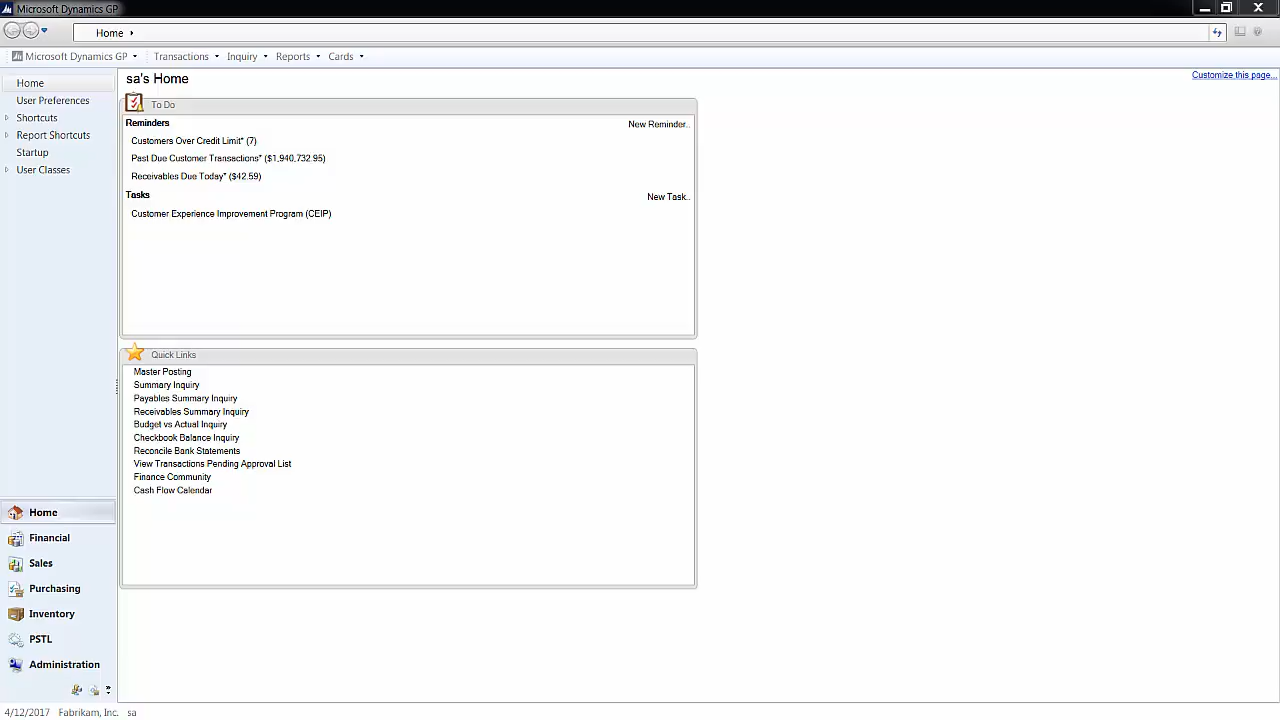 Microsoft Dynamics GP
Home
Microsoft Dynamics GP Transactions Inquiry Reports Cards
Home
User Preferences
Shortcuts
Report Shortcuts
Startup
User Classes
Home
Financial
Sales
Purchasing
Inventory
PSTL
Administration
sa's Home
Customize this page...
To Do
Reminders
New Reminder..
Customers Over Credit Limit* (7)
Past Due Customer Transactions* ($1,940,732.95)
Receivables Due Today* ($42.59)
Tasks
New Task..
Customer Experience Improvement Program (CEIP)
Quick Links
Master Posting
Summary Inquiry
Payables Summary Inquiry
Receivables Summary Inquiry
Budget vs Actual Inquiry
Checkbook Balance Inquiry
Reconcile Bank Statements
View Transactions Pending Approval List
Finance Community
Cash Flow Calendar
4/12/2017 Fabrikam, Inc. sa